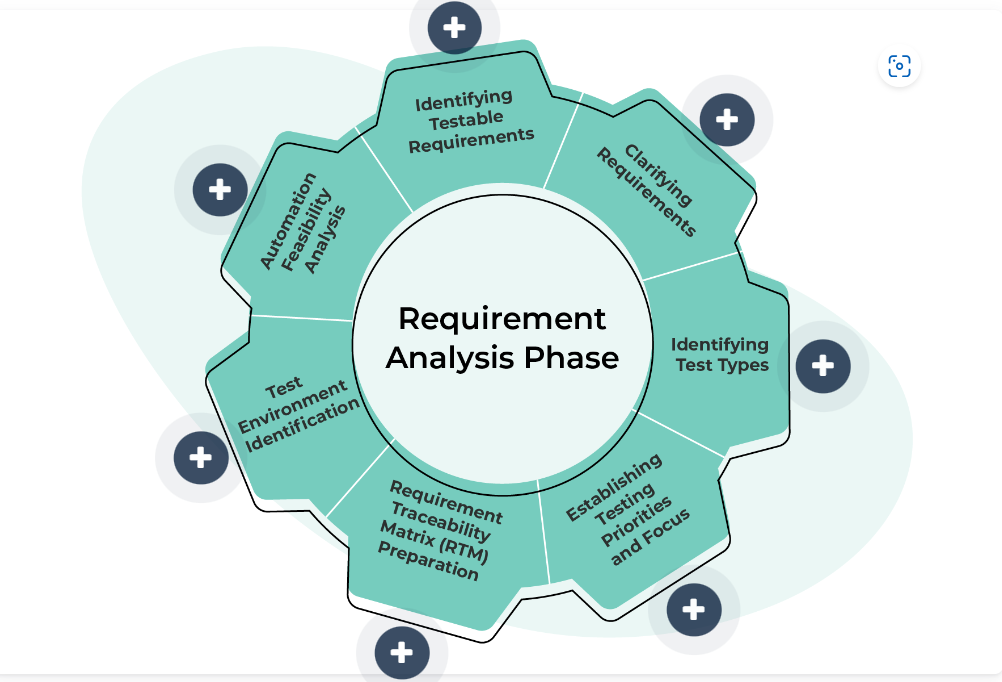 Identifying
Testable
Requirements
Clarifying
Requirements
Identifying
Test Types
Establishing
Testing
Priorities
and Focus
Requirement
Traceability
Matrix (RTM)
Preparation
Test
Environment
Identification
Automation
Feasibility
Analysis
Requirement
Analysis Phase